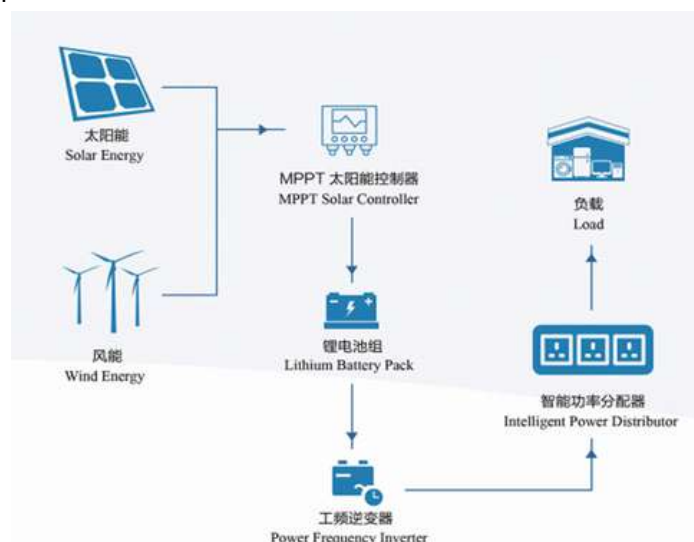 太阳能
Solar Energy
MPPT 太阳能控制器
MPPT Solar Controller
负载
Load
风能
Wind Energy
锂电池组
Lithium Battery Pack
智能功率分配器
Intelligent Power Distributor
工频逆变器
Power Frequency Inverter